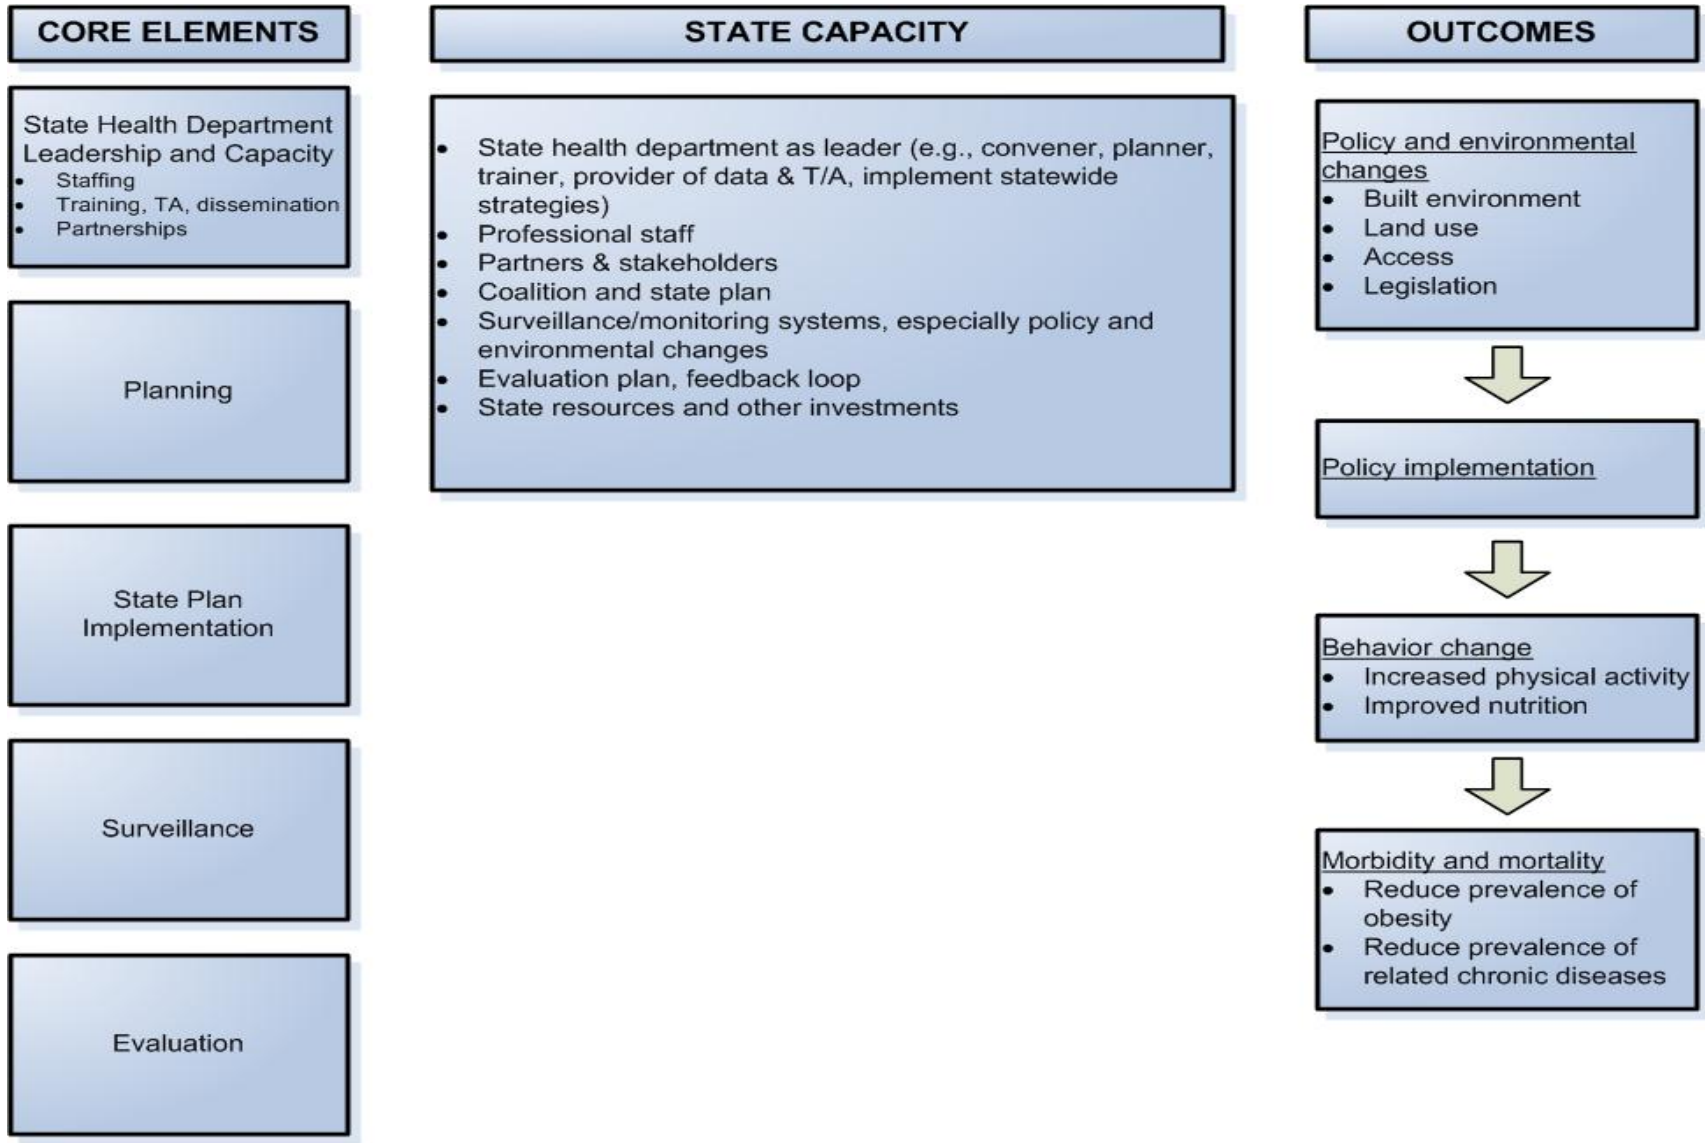 CORE ELEMENTS
State Health Department
Leadership and Capacity
• Staffing
• Training, TA, dissemination
• Partnerships
Planning
State Plan
Implementation
Surveillance
Evaluation
STATE CAPACITY
• State health department as leader (e.g., convener, planner,
trainer, provider of data & T/A, implement statewide
strategies)
• Professional staff
• Partners & stakeholders
• Coalition and state plan
• Surveillance/monitoring systems, especially policy and
environmental changes
• Evaluation plan, feedback loop
• State resources and other investments
OUTCOMES
Policy and environmental
changes
• Built environment
• Land use
• Access
• Legislation
Policy implementation
Behavior change
• Increased physical activity
• Improved nutrition
Morbidity and mortality
• Reduce prevalence of
obesity
• Reduce prevalence of
related chronic diseases